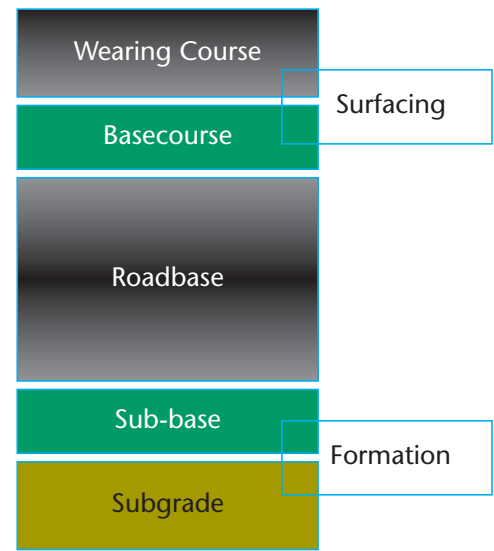 Wearing Course
Surfacing
Basecourse
Roadbase
Sub-base
Formation
Subgrade